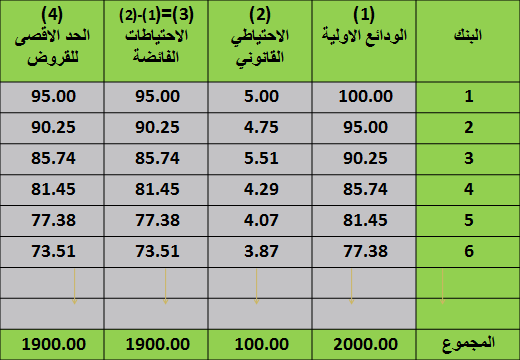 البنك | (1) الودائع الاولية | (2) الاحتياطي القانوني | (3)=(1)-(2) الاحتياطات الفائضة | (4) الحد الاقصى للقروض
1 | 100.00 | 5.00 | 95.00 | 95.00
2 | 95.00 | 4.75 | 90.25 | 90.25
3 | 90.25 | 5.51 | 85.74 | 85.74
4 | 85.74 | 4.29 | 81.45 | 81.45
5 | 81.45 | 4.07 | 77.38 | 77.38
6 | 77.38 | 3.87 | 73.51 | 73.51
المجموع | 2000.00 | 100.00 | 1900.00 | 1900.00